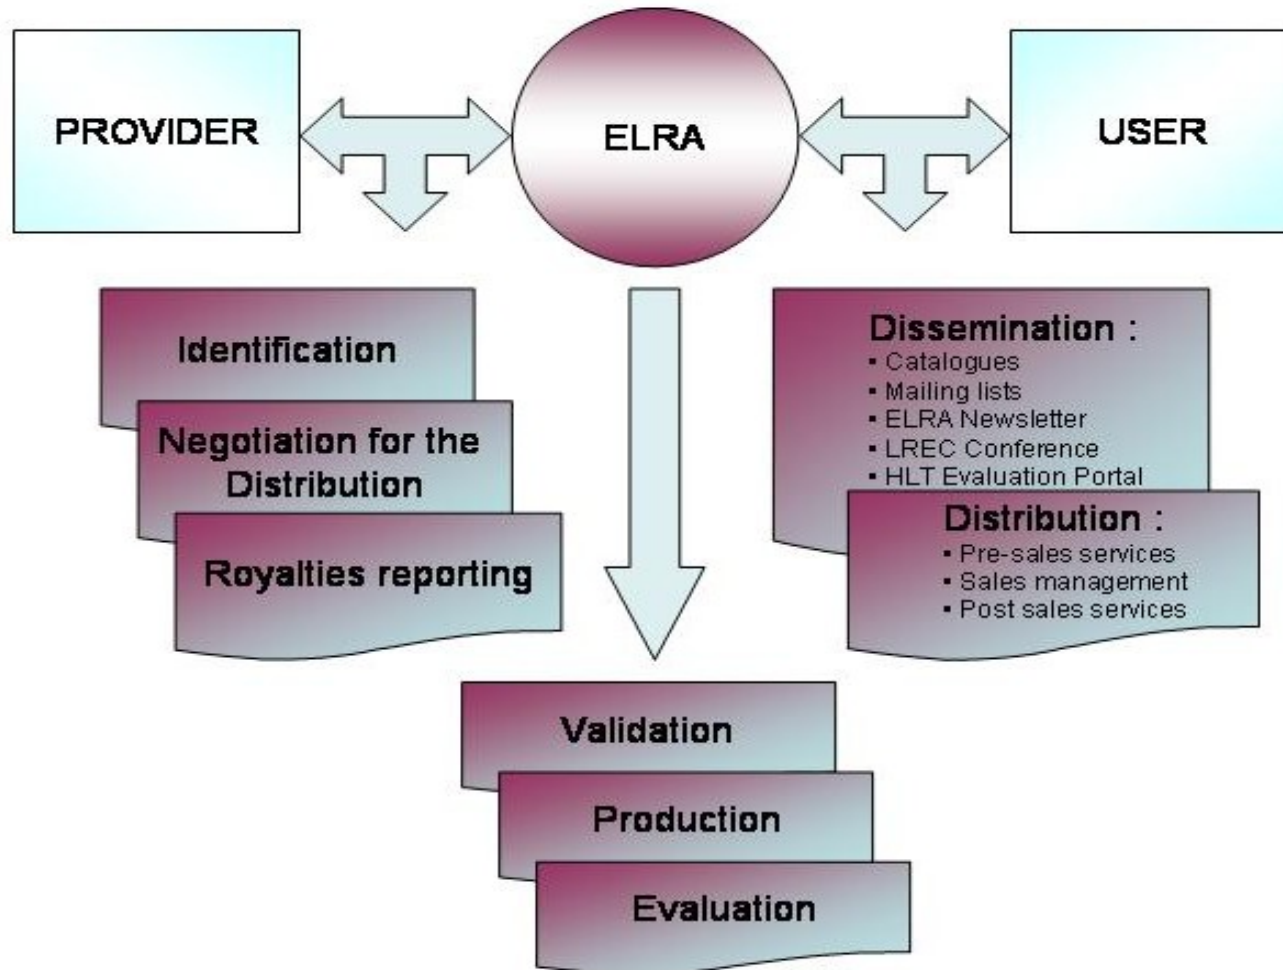 PROVIDER
ELRA
USER
Identification
Negotiation for the
Distribution
Royalties reporting
Dissemination :
▪ Catalogues
▪ Mailing lists
▪ ELRA Newsletter
▪ LREC Conference
▪ HLT Evaluation Portal
Distribution :
▪ Pre-sales services
▪ Sales management
▪ Post sales services
Validation
Production
Evaluation